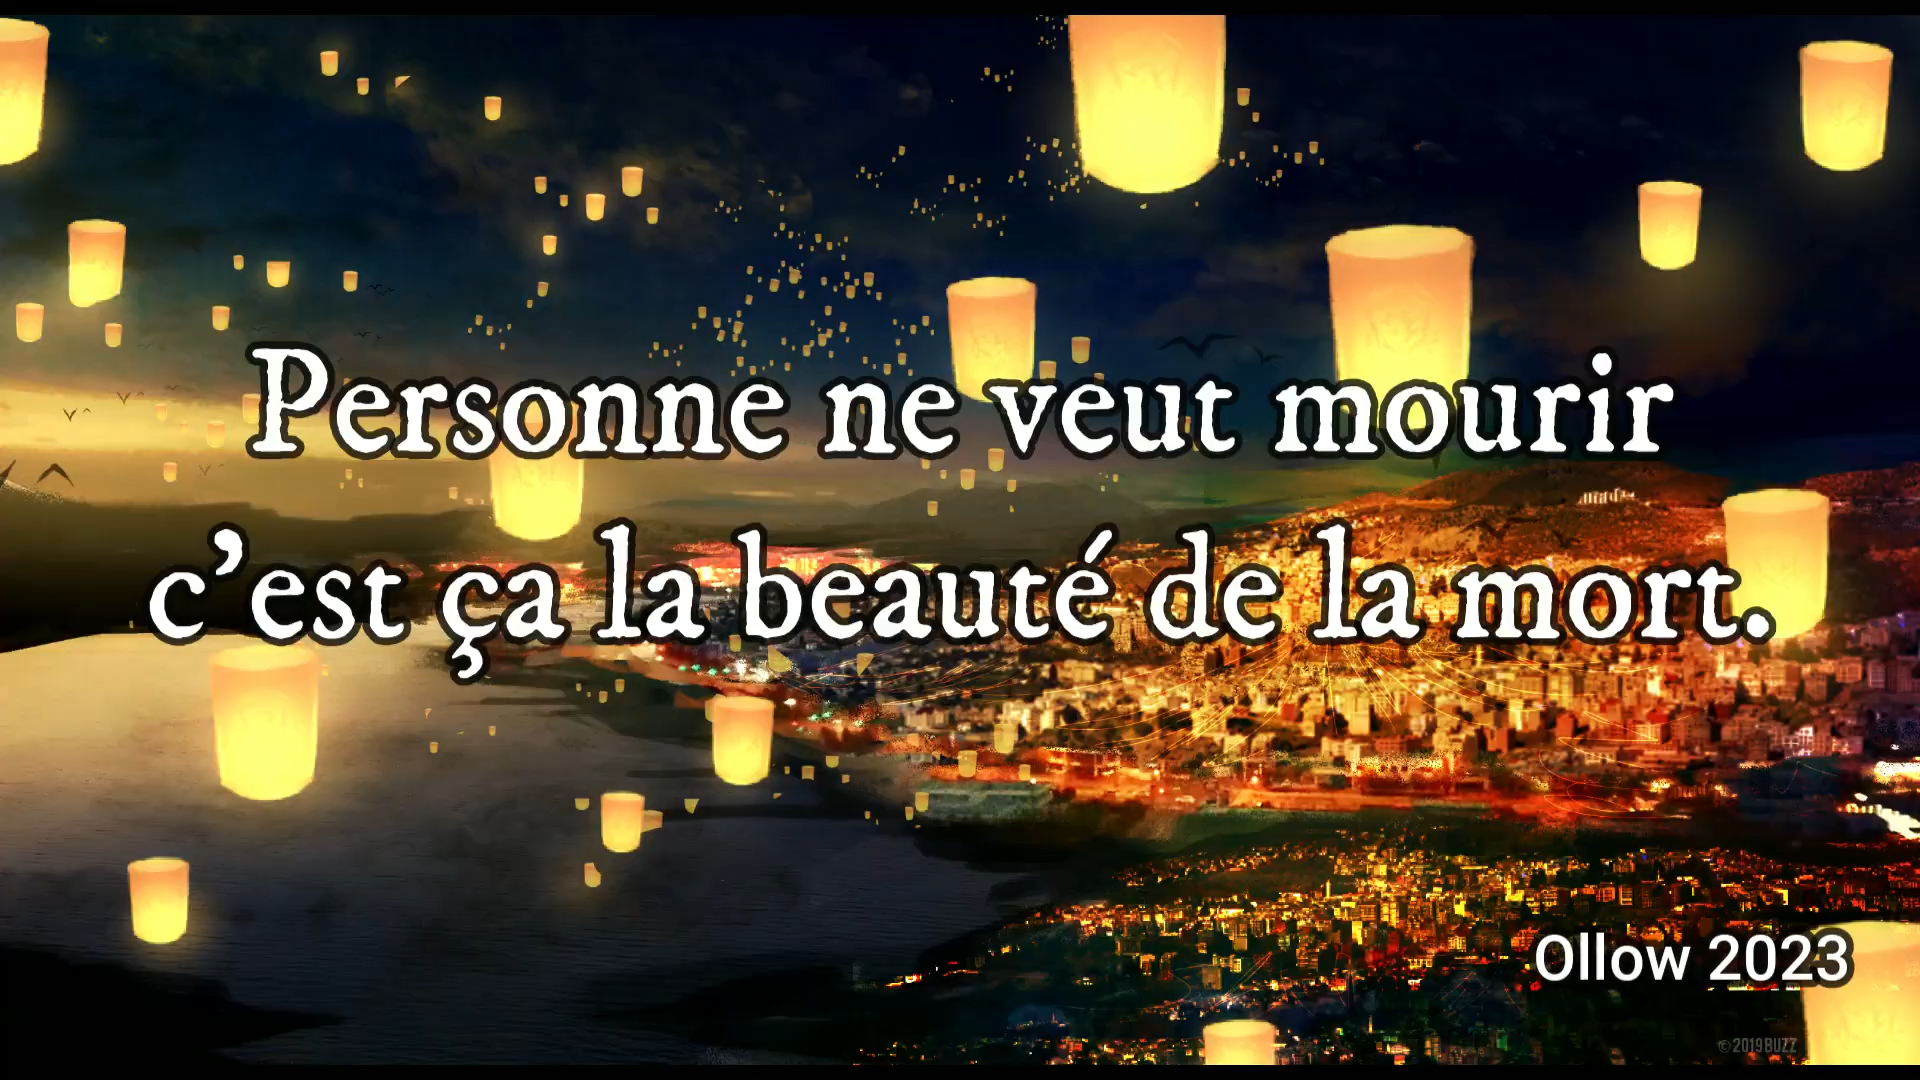 Personne ne veut mourir
c'est ça la beauté de la mort.
Ollow 2023
©2019BUZZ